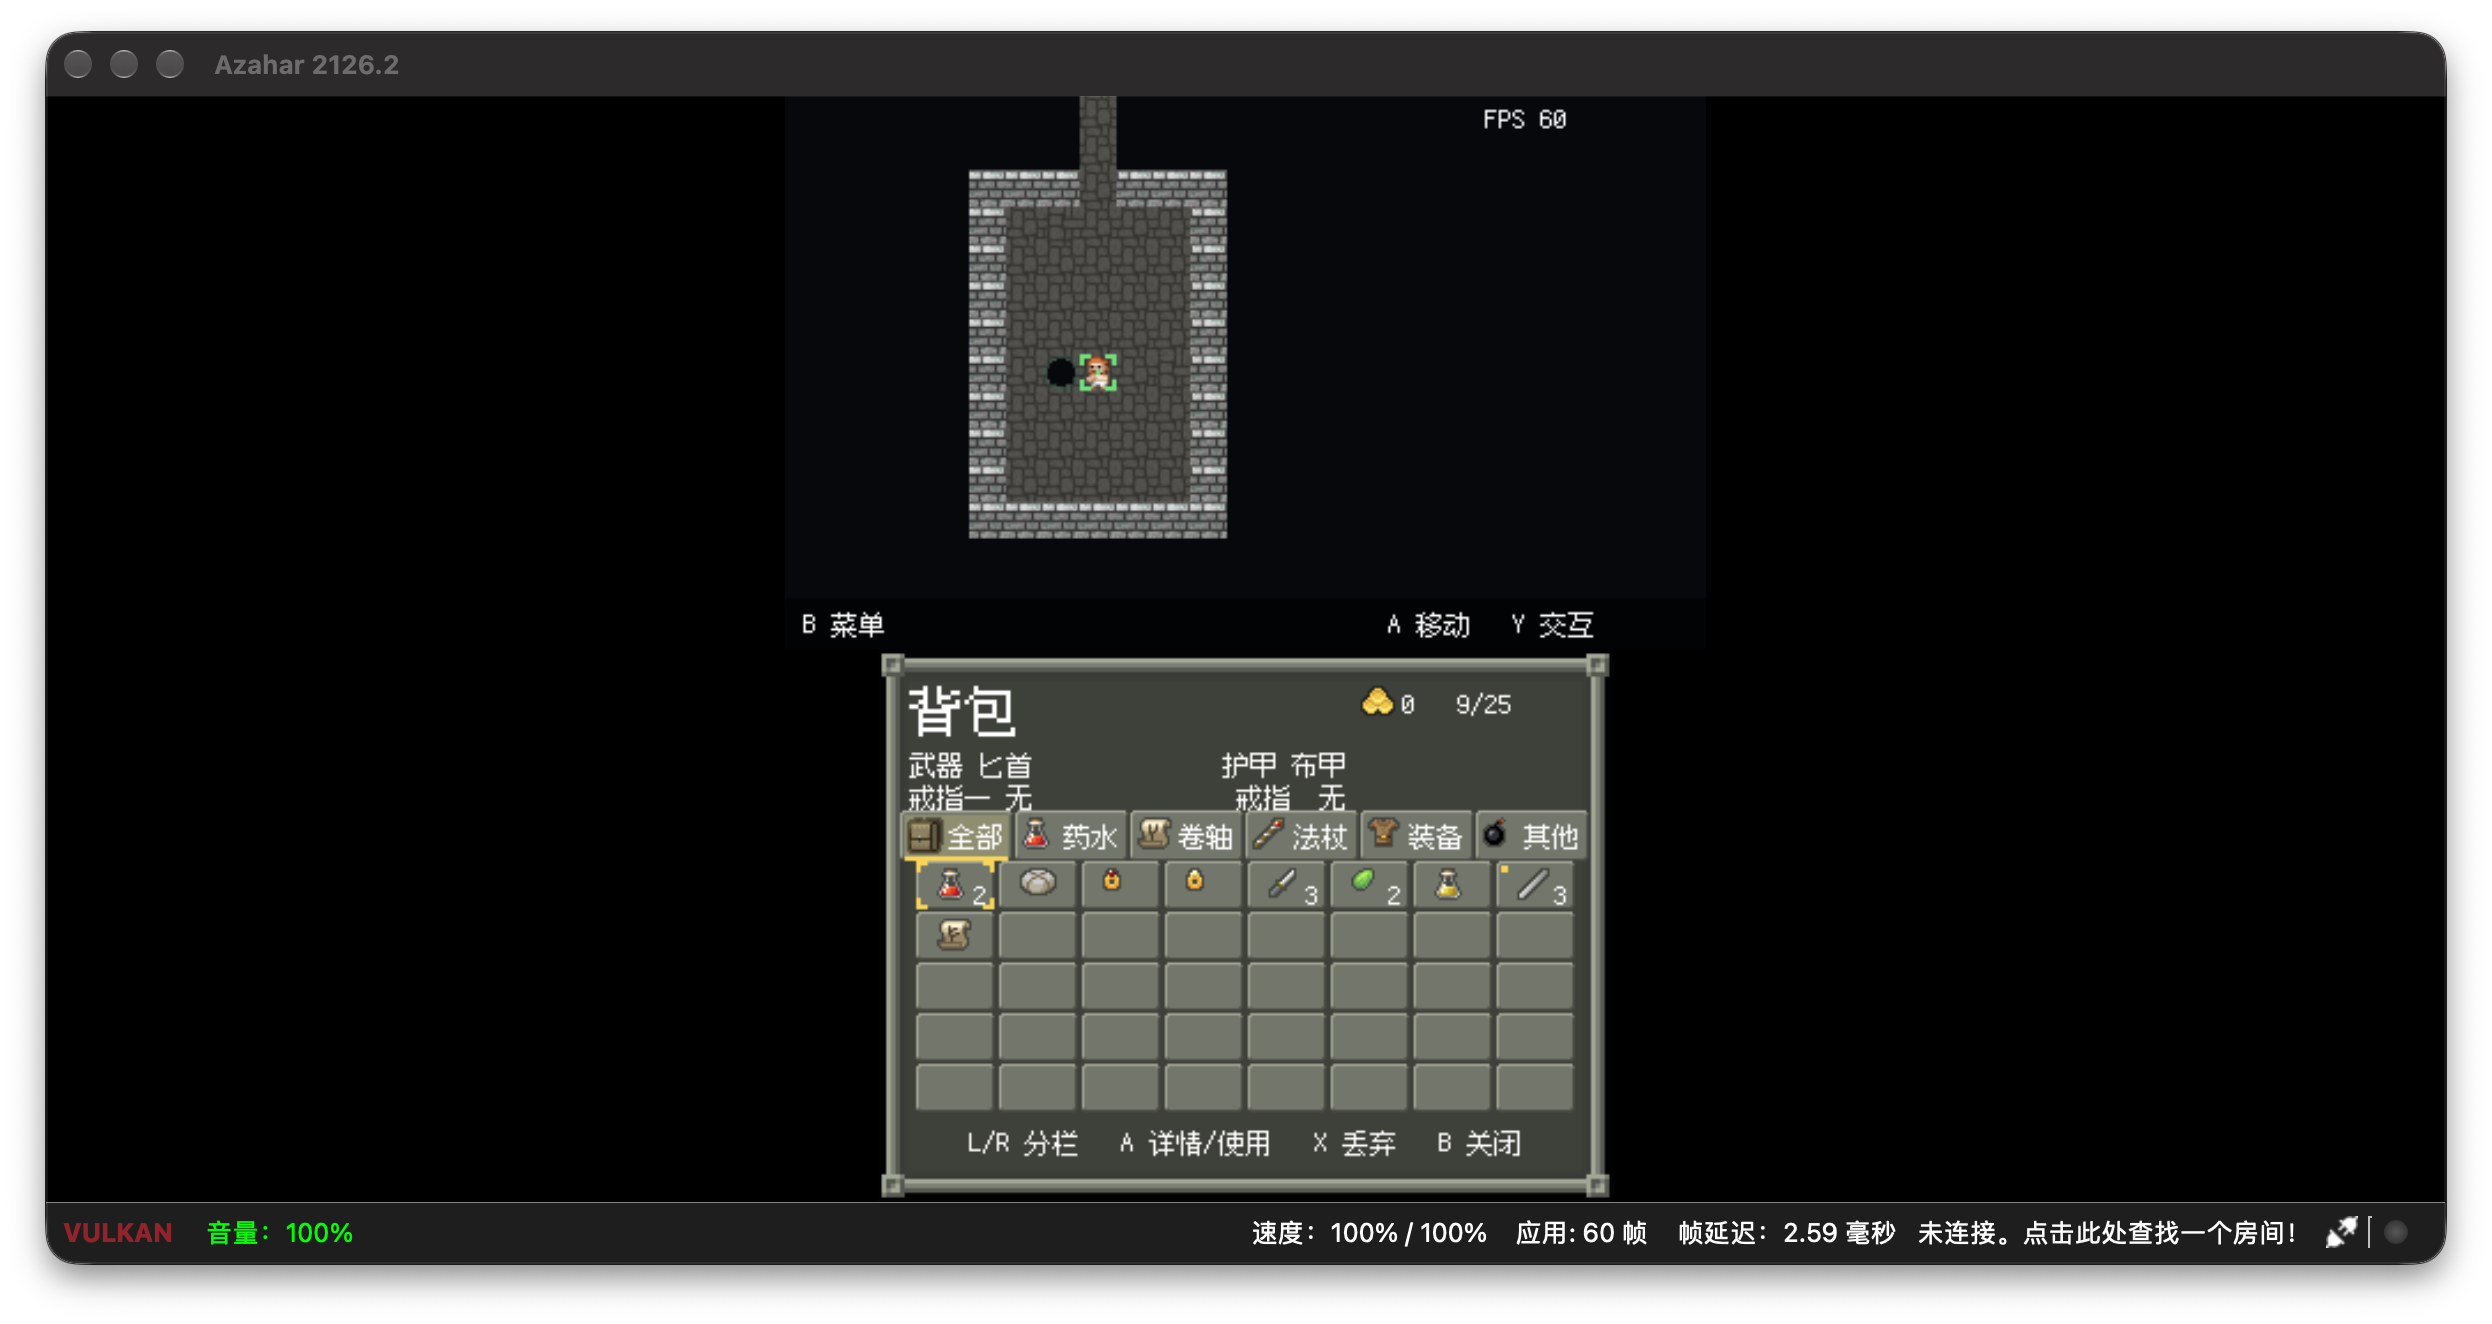 Azahar 2126.2
FPS 60
B 菜单
A 移动 Y 交互
背包
0 9/25
武器 匕首 护甲 布甲
戒指一 无 戒指 无
全部 药水 卷轴 法杖 装备 其他
2 3 2 3
L/R 分栏 A 详情/使用 X 丢弃 B 关闭
VULKAN 音量：100% 速度：100% / 100% 应用: 60 帧 帧延迟：2.59 毫秒 未连接。点击此处查找一个房间！